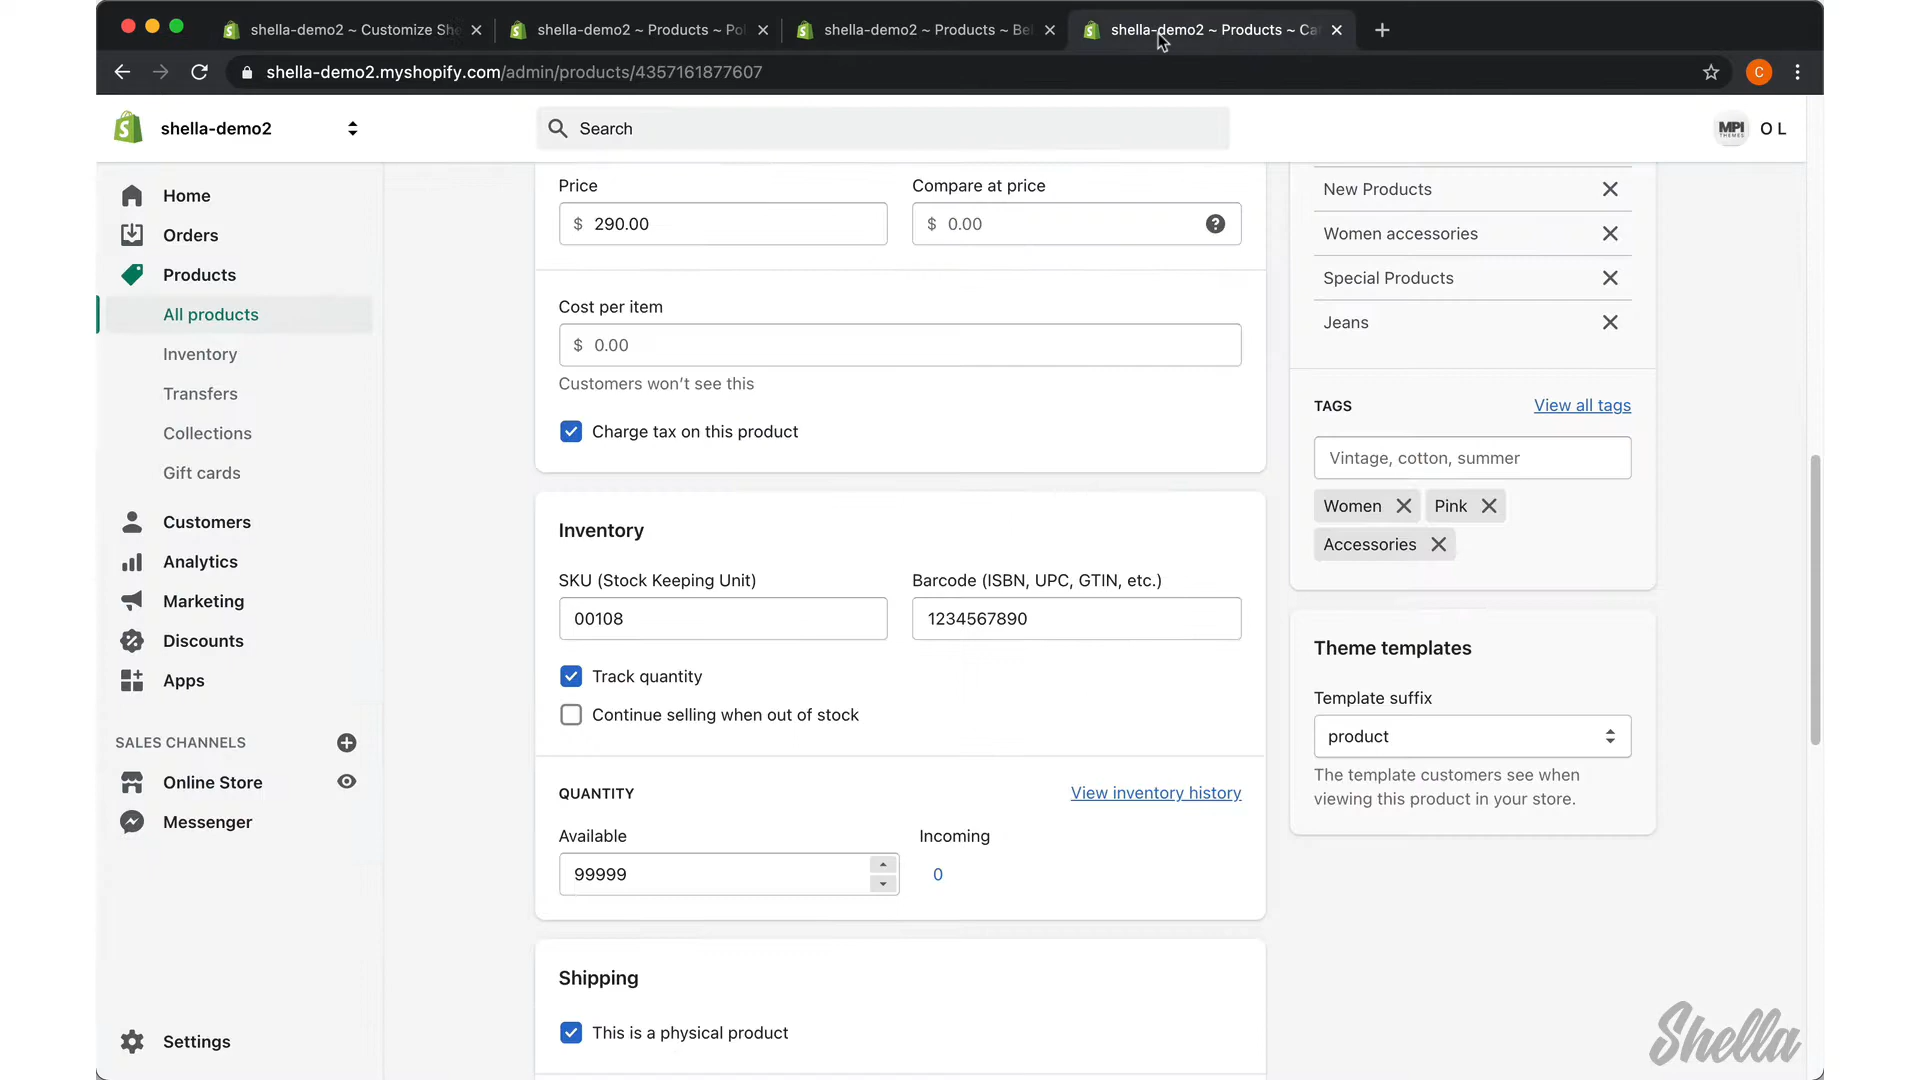 shella-demo2 ~ Customize She
shella-demo2 ~ Products ~ Pol
shella-demo2 ~ Products ~ Bel
shella-demo2 ~ Products ~ Cat
shella-demo2.myshopify.com/admin/products/4357161877607
C
shella-demo2
Search
MPI THEMES
O L
Home
Orders
Products
All products
Inventory
Transfers
Collections
Gift cards
Customers
Analytics
Marketing
Discounts
Apps
SALES CHANNELS
Online Store
Messenger
Settings
Price
$ 290.00
Compare at price
$ 0.00
Cost per item
$ 0.00
Customers won’t see this
Charge tax on this product
Inventory
SKU (Stock Keeping Unit)
00108
Barcode (ISBN, UPC, GTIN, etc.)
1234567890
Track quantity
Continue selling when out of stock
QUANTITY
View inventory history
Available
99999
Incoming
0
Shipping
This is a physical product
New Products
Women accessories
Special Products
Jeans
TAGS
View all tags
Vintage, cotton, summer
Women
Pink
Accessories
Theme templates
Template suffix
product
The template customers see when
viewing this product in your store.
Shella